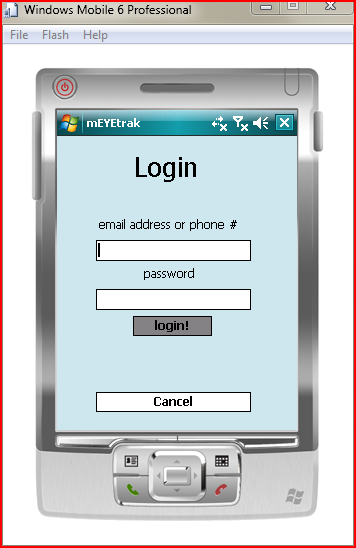 Windows Mobile 6 Professional
File Flash Help
mEYEtrak
Login
email address or phone #
password
login!
Cancel